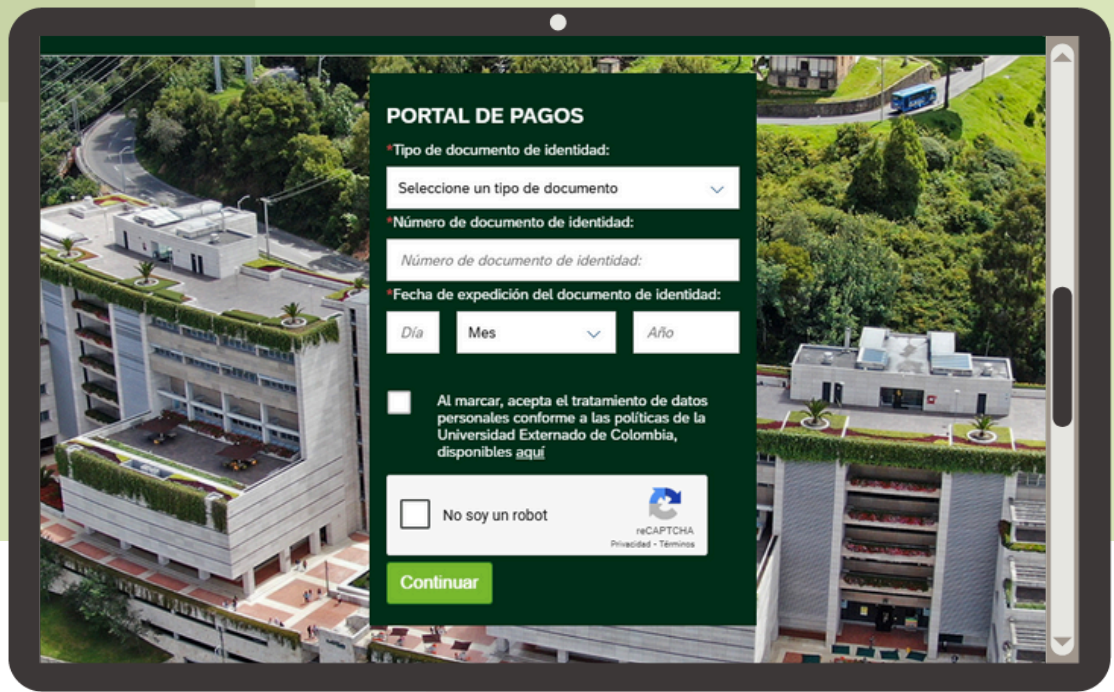 PORTAL DE PAGOS
*Tipo de documento de identidad:
Seleccione un tipo de documento
*Número de documento de identidad:
Número de documento de identidad:
*Fecha de expedición del documento de identidad:
Día Mes Año
Al marcar, acepta el tratamiento de datos
personales conforme a las políticas de la
Universidad Externado de Colombia,
disponibles aquí
No soy un robot
reCAPTCHA
Privacidad - Términos
Continuar